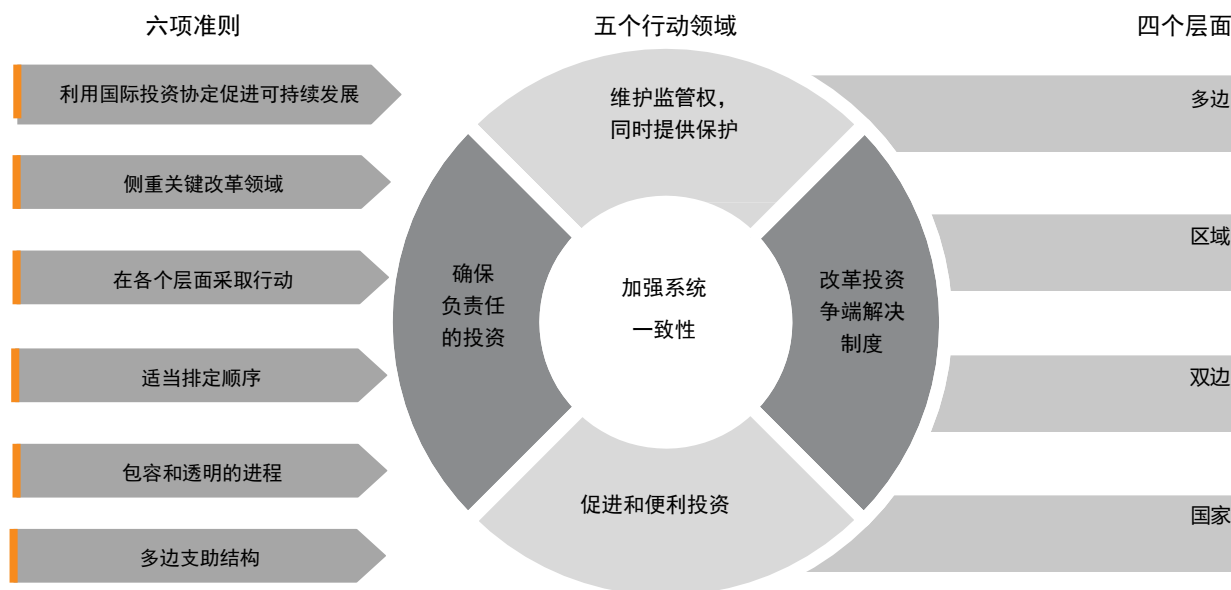 六项准则
利用国际投资协定促进可持续发展
侧重关键改革领域
在各个层面采取行动
适当排定顺序
包容和透明的进程
多边支助结构
五个行动领域
维护监管权，
同时提供保护
确保
负责任
的投资
加强系统
一致性
改革投资
争端解决
制度
促进和便利投资
四个层面
多边
区域
双边
国家